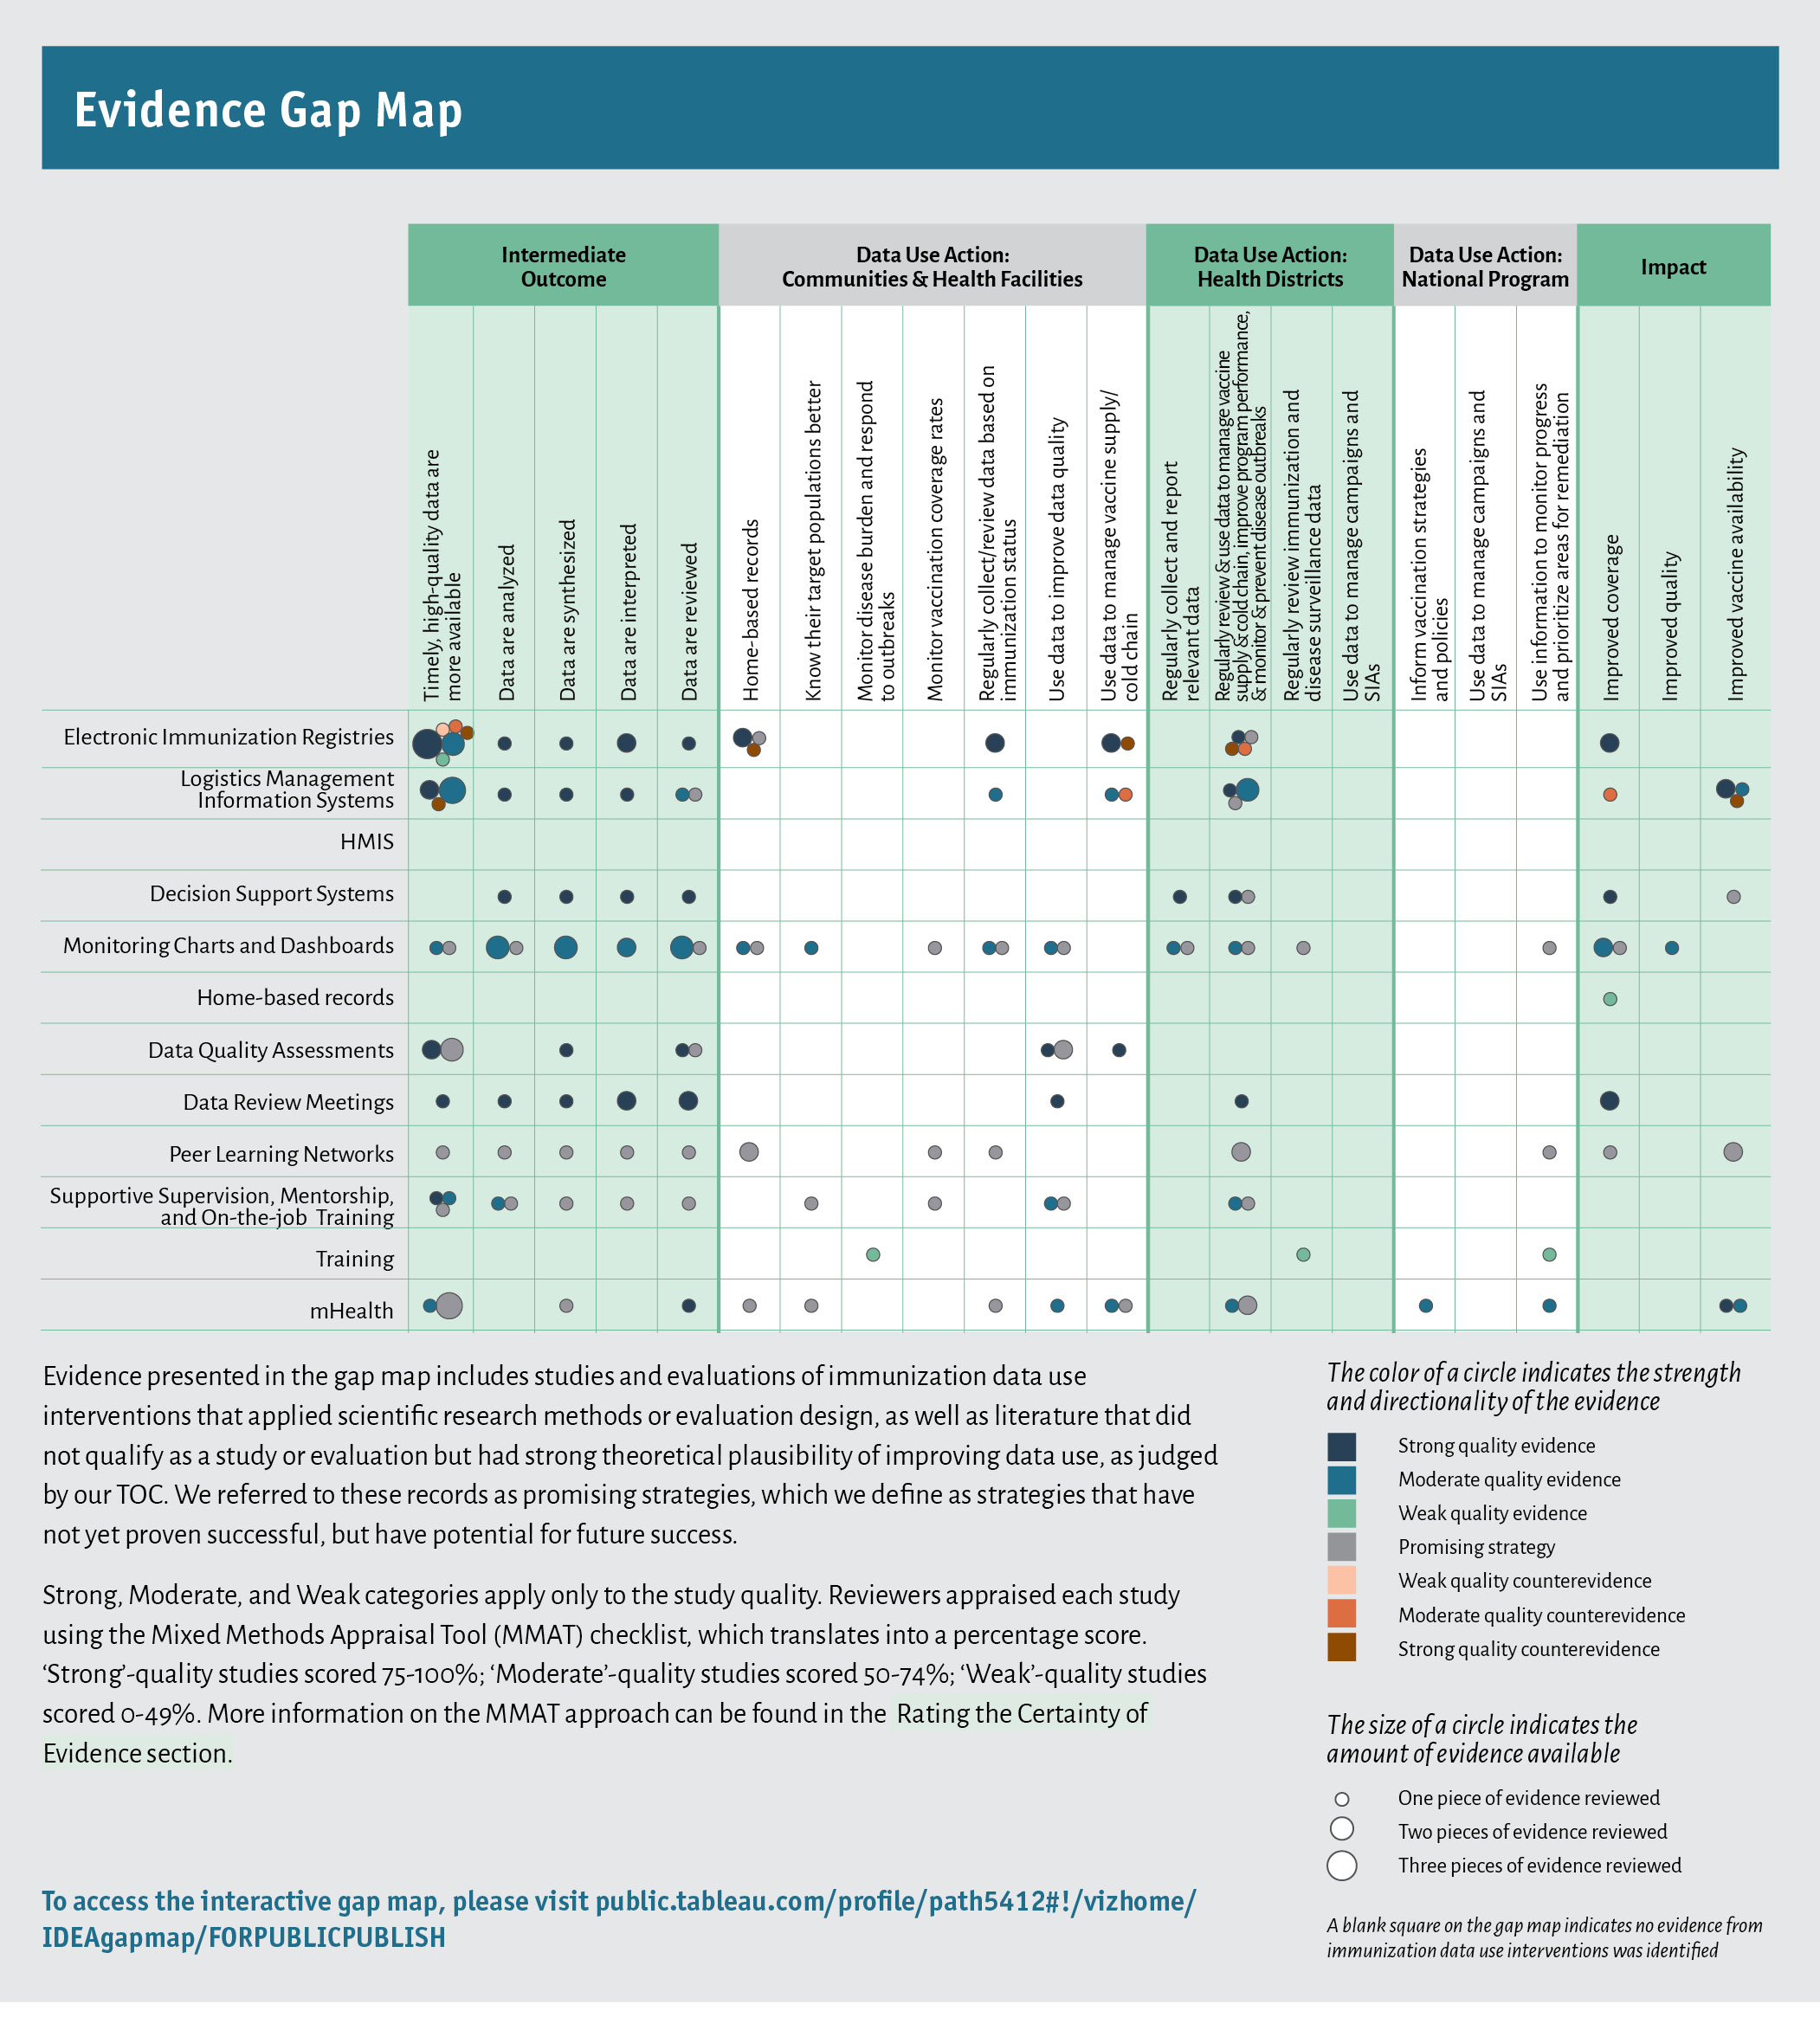 Evidence Gap Map
Intermediate
Outcome
Data Use Action:
Communities & Health Facilities
Data Use Action:
Health Districts
Data Use Action:
National Program
Impact
Timely, high-quality data are
more available
Data are analyzed
Data are synthesized
Data are interpreted
Data are reviewed
Home-based records
Know their target populations better
Monitor disease burden and respond
to outbreaks
Monitor vaccination coverage rates
Regularly collect/review data based on
immunization status
Use data to improve data quality
Use data to manage vaccine supply/
cold chain
Regularly collect and report
relevant data
Regularly review & use data to manage vaccine
supply & cold chain, improve program performance,
& monitor & prevent disease outbreaks
Regularly review immunization and
disease surveillance data
Use data to manage campaigns and
SIAs
Inform vaccination strategies
and policies
Use data to manage campaigns and
SIAs
Use information to monitor progress
and prioritize areas for remediation
Improved coverage
Improved quality
Improved vaccine availability
Electronic Immunization Registries
Logistics Management
Information Systems
HMIS
Decision Support Systems
Monitoring Charts and Dashboards
Home-based records
Data Quality Assessments
Data Review Meetings
Peer Learning Networks
Supportive Supervision, Mentorship,
and On-the-job Training
Training
mHealth
Evidence presented in the gap map includes studies and evaluations of immunization data use
interventions that applied scientific research methods or evaluation design, as well as literature that did
not qualify as a study or evaluation but had strong theoretical plausibility of improving data use, as judged
by our TOC. We referred to these records as promising strategies, which we define as strategies that have
not yet proven successful, but have potential for future success.
Strong, Moderate, and Weak categories apply only to the study quality. Reviewers appraised each study
using the Mixed Methods Appraisal Tool (MMAT) checklist, which translates into a percentage score.
‘Strong’-quality studies scored 75-100%; ‘Moderate’-quality studies scored 50-74%; ‘Weak’-quality studies
scored 0-49%. More information on the MMAT approach can be found in the Rating the Certainty of
Evidence section.
To access the interactive gap map, please visit public.tableau.com/profile/path5412#!/vizhome/
IDEAgapmap/FORPUBLICPUBLISH
The color of a circle indicates the strength
and directionality of the evidence
Strong quality evidence
Moderate quality evidence
Weak quality evidence
Promising strategy
Weak quality counterevidence
Moderate quality counterevidence
Strong quality counterevidence
The size of a circle indicates the
amount of evidence available
One piece of evidence reviewed
Two pieces of evidence reviewed
Three pieces of evidence reviewed
A blank square on the gap map indicates no evidence from
immunization data use interventions was identified